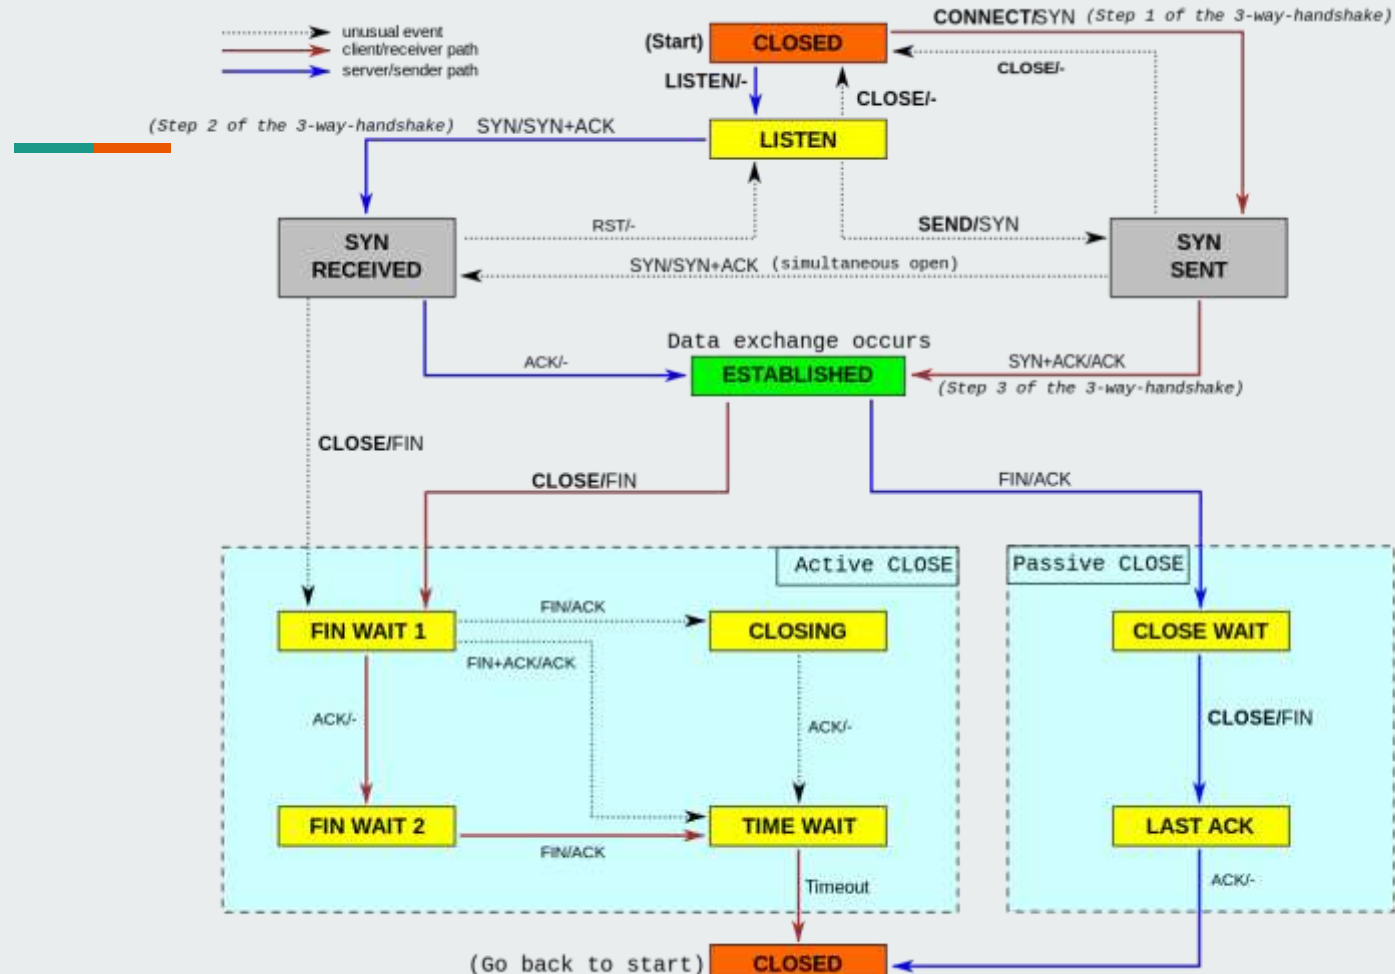 CONNECT/SYN (Step 1 of the 3-way-handshake)
unusual event
client/receiver path
server/sender path
(Start)
CLOSED
CLOSE/-
LISTEN/-
CLOSE/-
(Step 2 of the 3-way-handshake)
SYN/SYN+ACK
LISTEN
RST/-
SEND/SYN
SYN
RECEIVED
SYN
SENT
SYN/SYN+ACK (simultaneous open)
Data exchange occurs
ACK/-
ESTABLISHED
SYN+ACK/ACK
(Step 3 of the 3-way-handshake)
CLOSE/FIN
CLOSE/FIN
FIN/ACK
Active CLOSE
Passive CLOSE
FIN WAIT 1
FIN/ACK
CLOSING
CLOSE WAIT
FIN+ACK/ACK
ACK/-
ACK/-
CLOSE/FIN
FIN WAIT 2
FIN/ACK
TIME WAIT
LAST ACK
Timeout
ACK/-
(Go back to start)
CLOSED